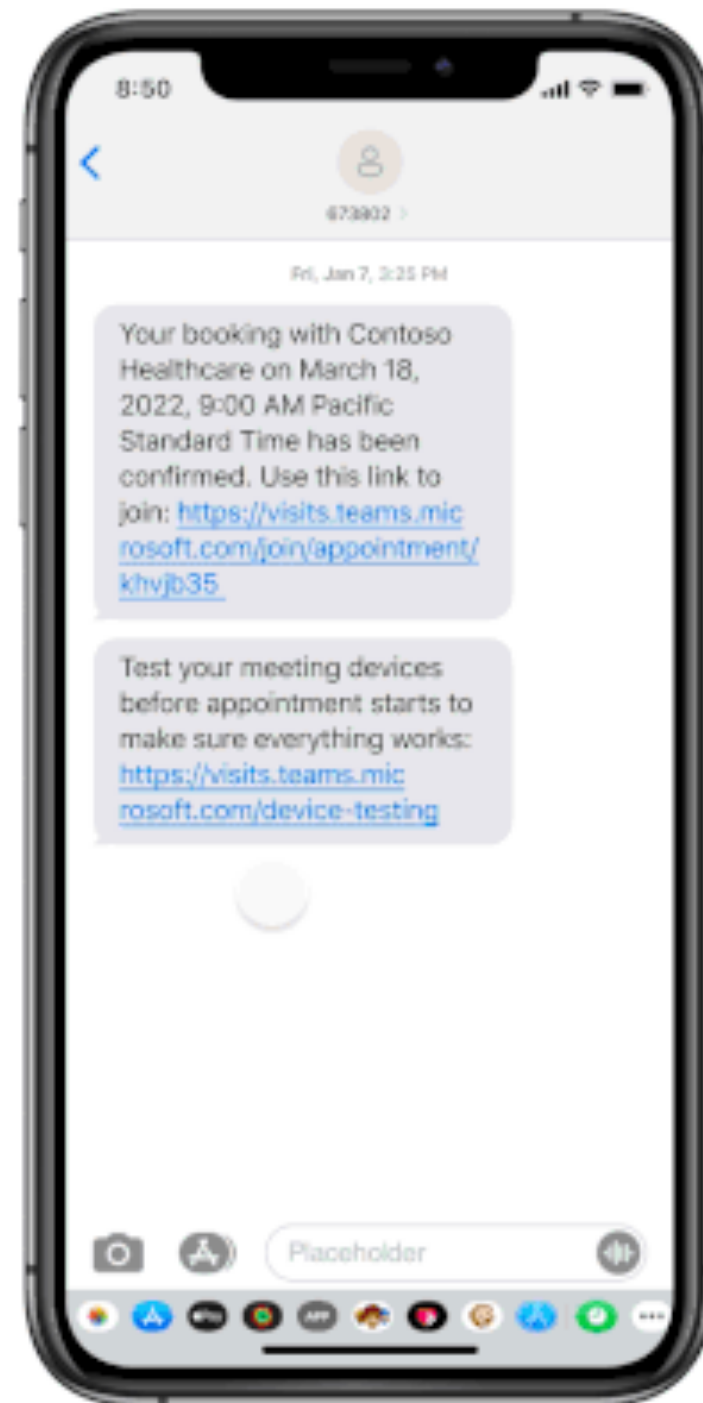 8:50
673802 >
Fri, Jan 7, 3:25 PM
Your booking with Contoso
Healthcare on March 18,
2022, 9:00 AM Pacific
Standard Time has been
confirmed. Use this link to
join: https://visits.teams.mic
rosoft.com/join/appointment/
khvjb35
Test your meeting devices
before appointment starts to
make sure everything works:
https://visits.teams.mic
rosoft.com/device-testing
Placeholder
APP